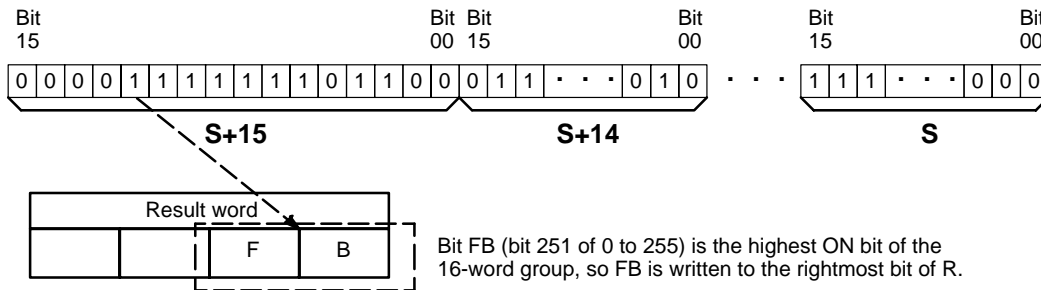 Bit Bit Bit Bit Bit Bit
15 00 15 00 15 00
0 0 0 0 1 1 1 1 1 1 1 0 1 1 0 0 0 1 1 · · · 0 1 0 · · · 1 1 1 · · · 0 0 0
S+15 S+14 S
Result word
F B
Bit FB (bit 251 of 0 to 255) is the highest ON bit of the
16-word group, so FB is written to the rightmost bit of R.